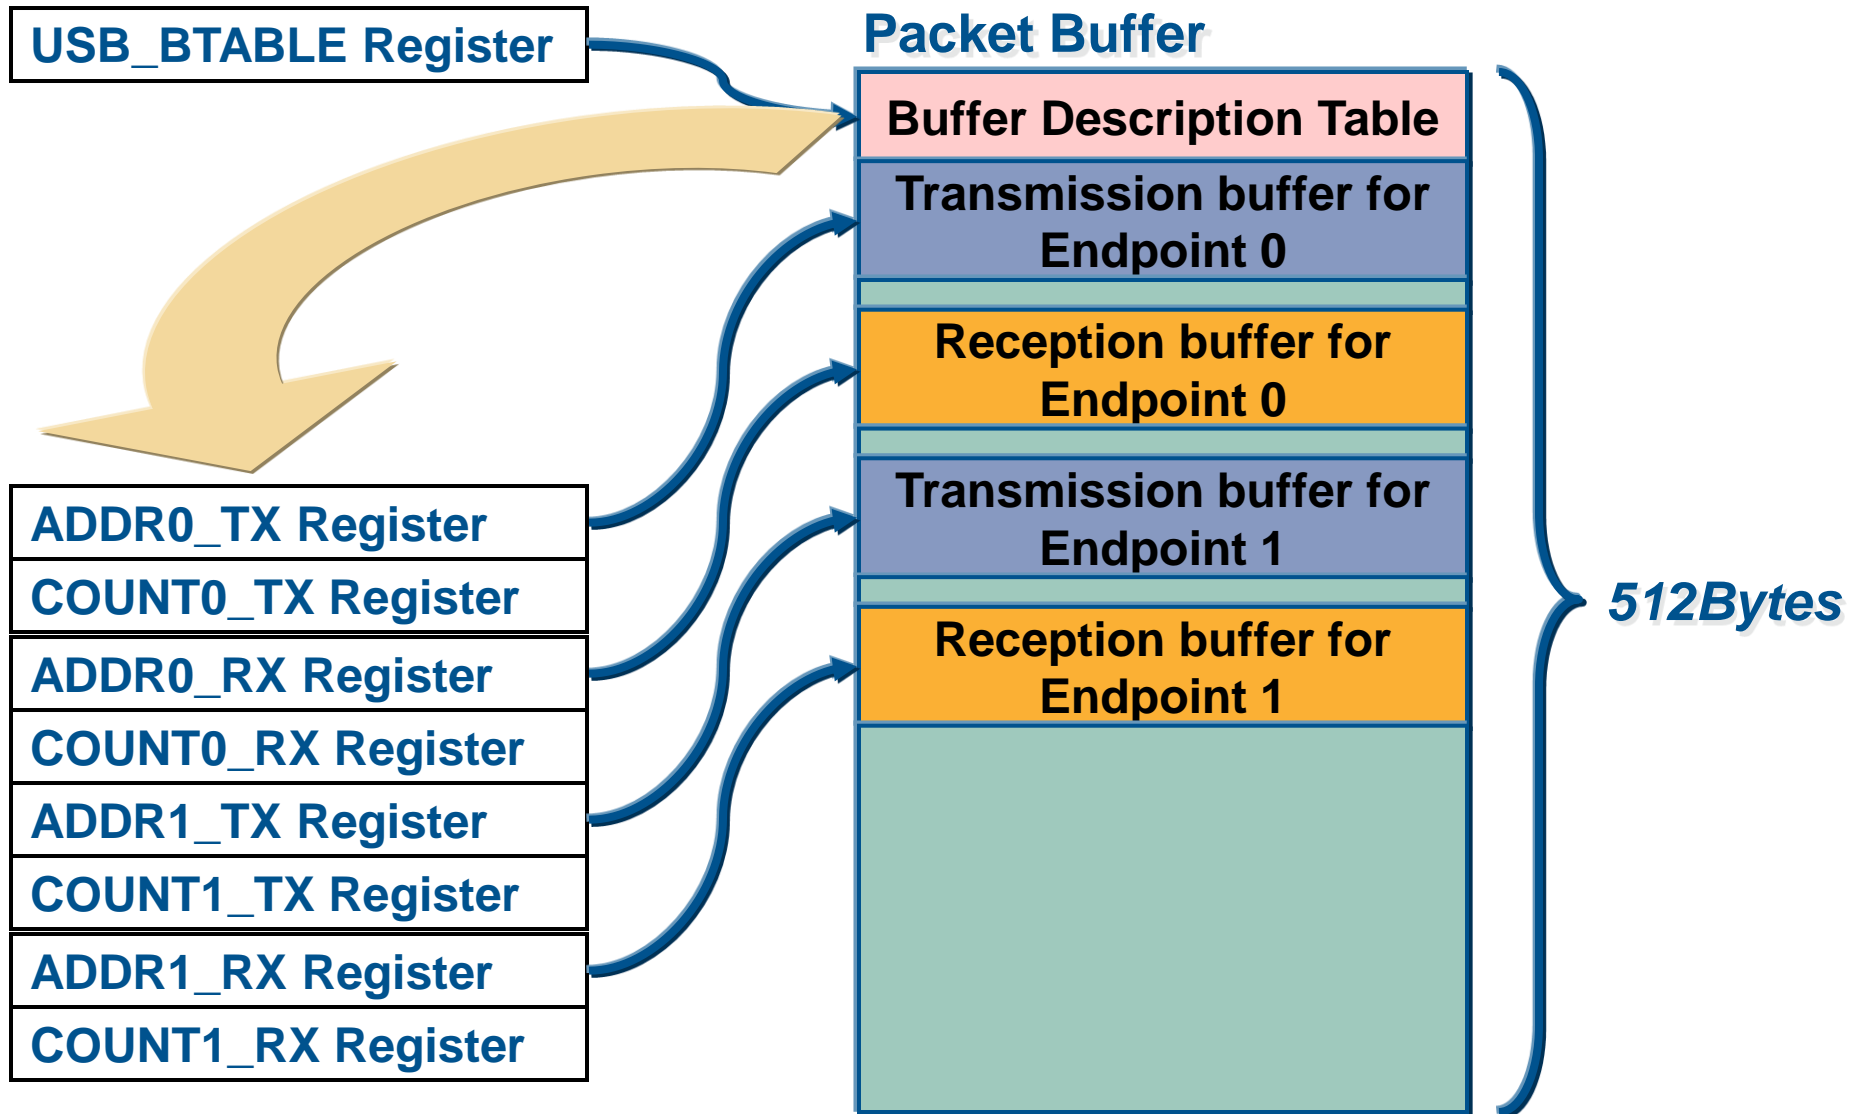 USB_BTABLE Register
Packet Buffer
Buffer Description Table
Transmission buffer for
Endpoint 0
Reception buffer for
Endpoint 0
Transmission buffer for
Endpoint 1
Reception buffer for
Endpoint 1
512Bytes
ADDR0_TX Register
COUNT0_TX Register
ADDR0_RX Register
COUNT0_RX Register
ADDR1_TX Register
COUNT1_TX Register
ADDR1_RX Register
COUNT1_RX Register